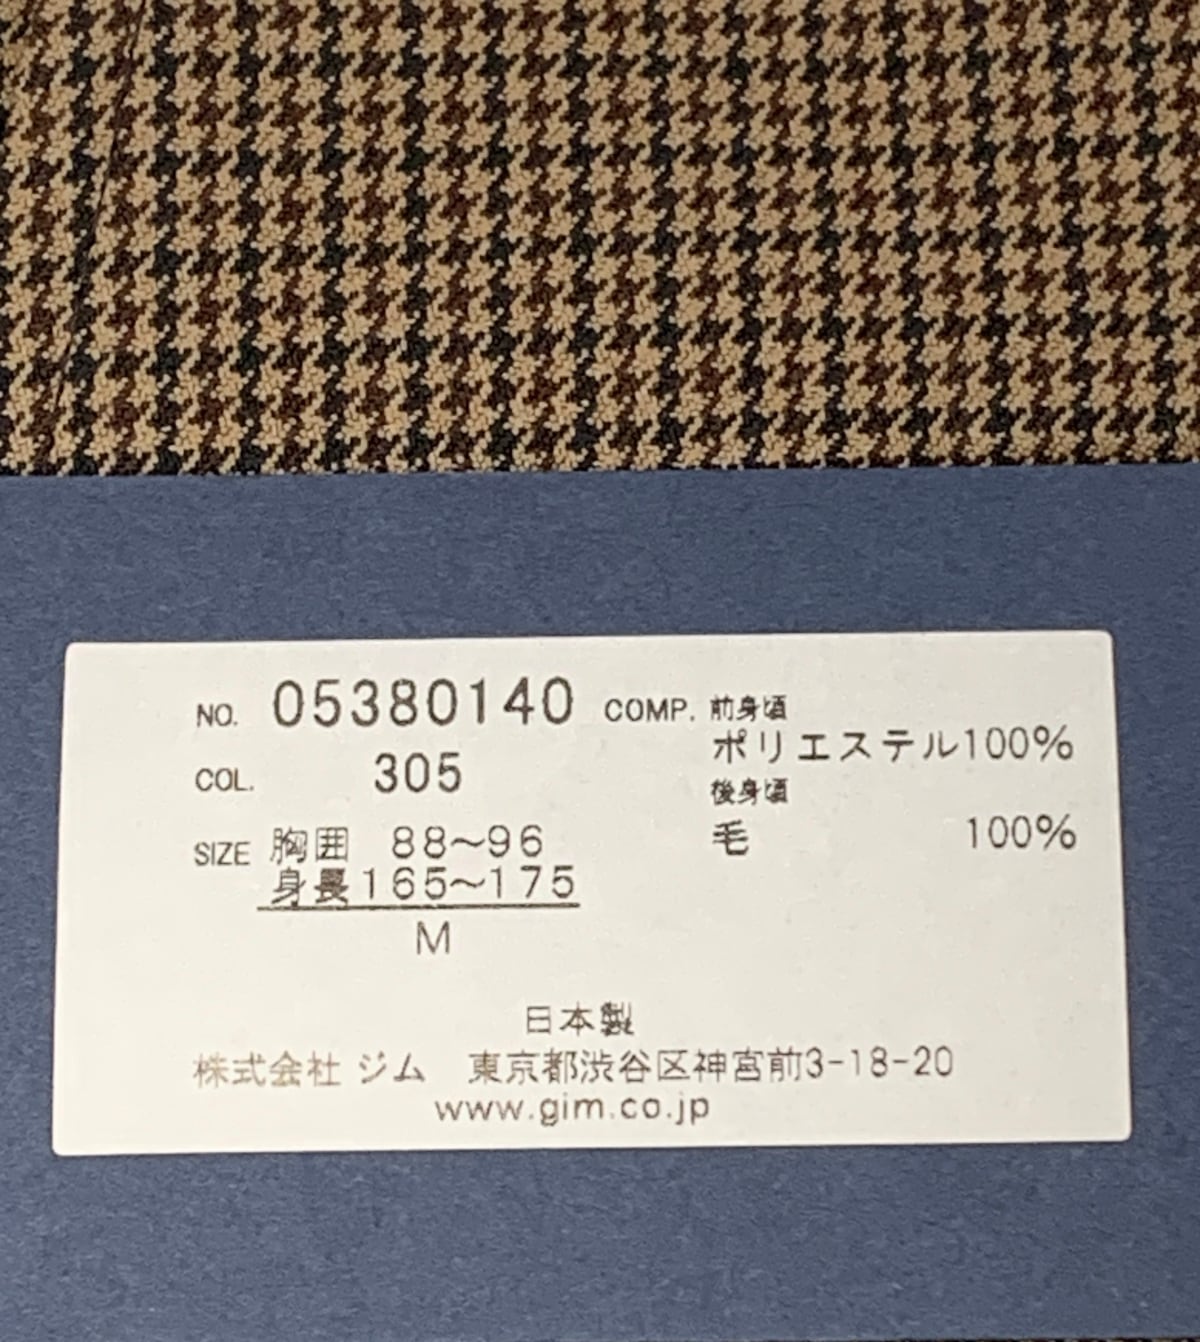 NO. 05380140
COL. 305
SIZE 胸囲 88～96
身長165～175
M
COMP. 前身頃
ポリエステル100%
後身頃
毛 100%
日本製
株式会社 ジム 東京都渋谷区神宮前3-18-20
www.gim.co.jp